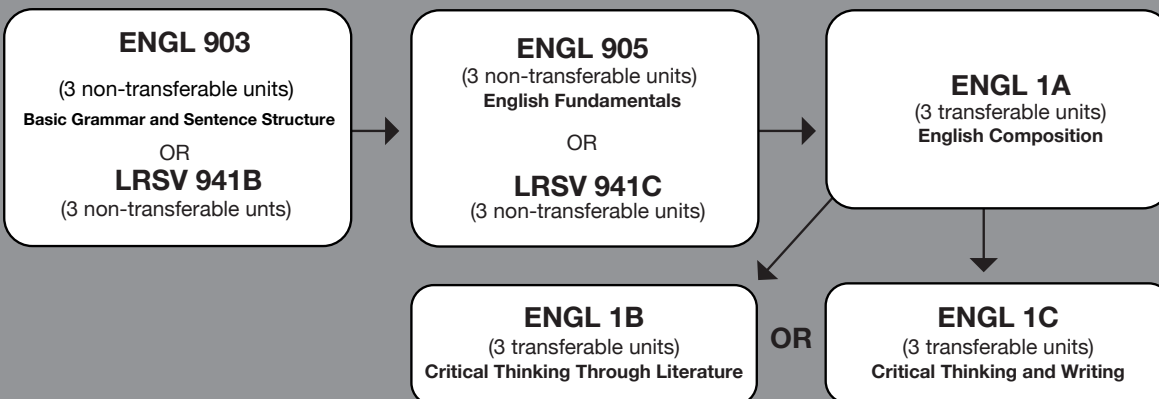 ENGL 903
(3 non-transferable units)
Basic Grammar and Sentence Structure
OR
LRSV 941B
(3 non-transferable unts)
ENGL 905
(3 non-transferable units)
English Fundamentals
OR
LRSV 941C
(3 non-transferable units)
ENGL 1A
(3 transferable units)
English Composition
ENGL 1B
(3 transferable units)
Critical Thinking Through Literature
OR
ENGL 1C
(3 transferable units)
Critical Thinking and Writing